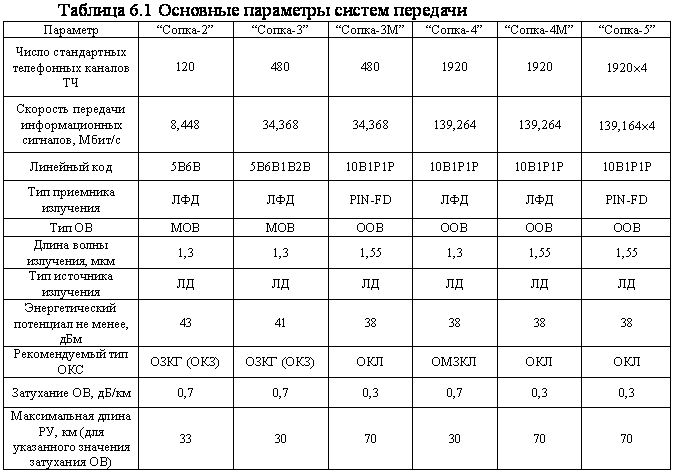 Таблица 6.1 Основные параметры систем передачи
Параметр “Сопка-2” “Сопка-3” “Сопка-3М” “Сопка-4” “Сопка-4М” “Сопка-5”
Число стандартных
телефонных каналов 120 480 480 1920 1920 1920×4
ТЧ
Скорость передачи
информационных 8,448 34,368 34,368 139,264 139,264 139,164×4
сигналов, Мбит/с
Линейный код 5В6В 5В6В1В2В 10В1Р1Р 10В1Р1Р 10В1Р1Р 10В1Р1Р
Тип приемника
излучения ЛФД ЛФД PIN-FD ЛФД ЛФД PIN-FD
Тип ОВ МОВ МОВ ООВ ООВ ООВ ООВ
Длина волны
излучения, мкм 1,3 1,3 1,55 1,3 1,55 1,55
Тип источника
излучения ЛД ЛД ЛД ЛД ЛД ЛД
Энергетический
потенциал не менее, 43 41 38 38 38 38
дБм
Рекомендуемый тип
ОКС ОЗКГ (ОКЗ) ОЗКГ (ОКЗ) ОКЛ ОМЗКЛ ОКЛ ОКЛ
Затухание ОВ, дБ/км 0,7 0,7 0,3 0,7 0,3 0,3
Максимальная длина
РУ, км (для
указанного значения 33 30 70 30 70 70
затухания ОВ)